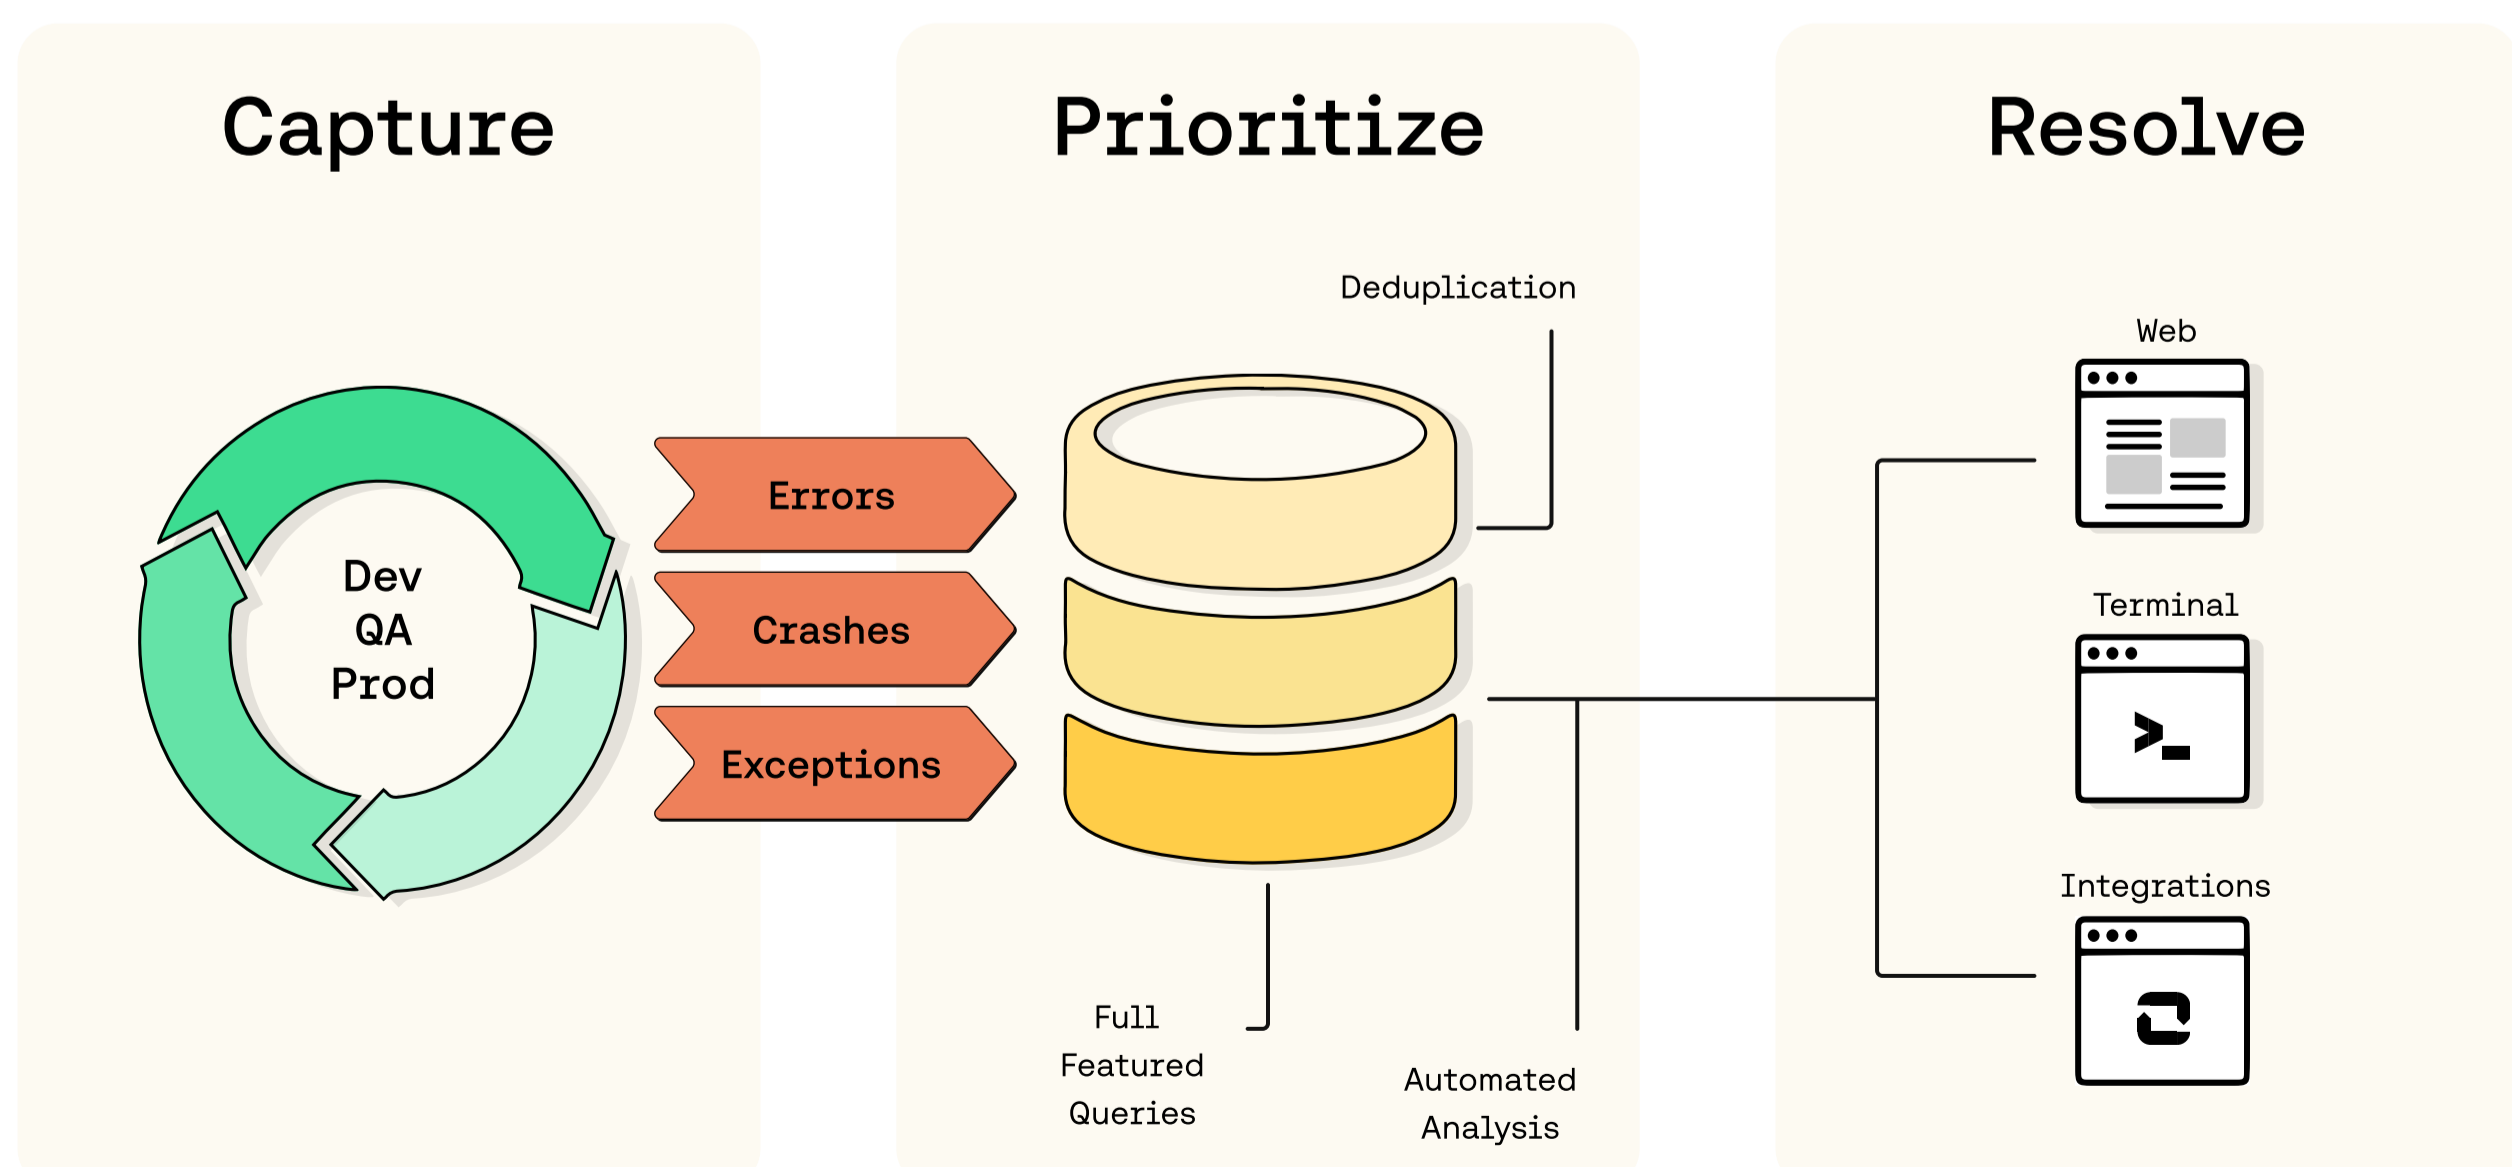 Capture
Dev
QA
Prod
Errors
Crashes
Exceptions
Prioritize
Deduplication
Full
Featured
Queries
Automated
Analysis
Resolve
Web
Terminal
>_
Integrations